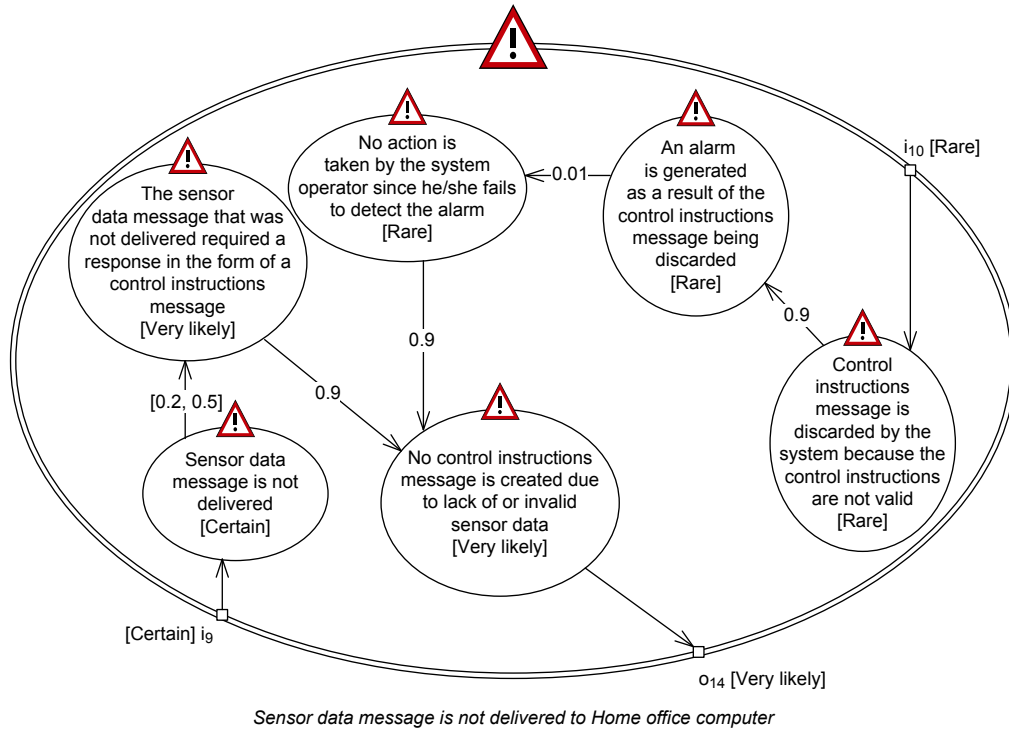 i10 [Rare]
No action is
taken by the system
operator since he/she fails
to detect the alarm
[Rare]
0.01
An alarm
is generated
as a result of the
control instructions
message being
discarded
[Rare]
The sensor
data message that was
not delivered required a
response in the form of a
control instructions
message
[Very likely]
0.9
0.9
0.9
[0.2, 0.5]
Control
instructions
message is
discarded by the
system because the
control instructions
are not valid
[Rare]
Sensor data
message is not
delivered
[Certain]
No control instructions
message is created due
to lack of or invalid
sensor data
[Very likely]
[Certain] i9
o14 [Very likely]
Sensor data message is not delivered to Home office computer